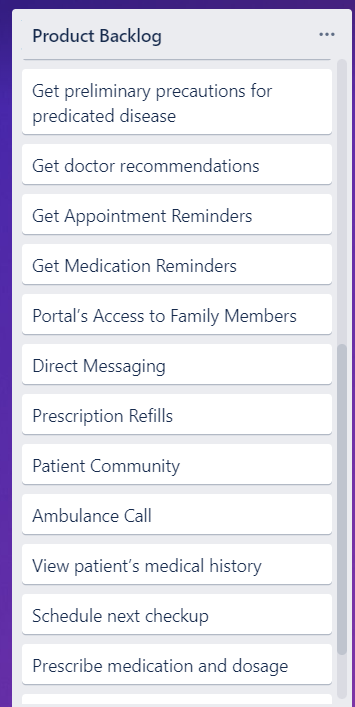 Product Backlog
Get preliminary precautions for
predicated disease
Get doctor recommendations
Get Appointment Reminders
Get Medication Reminders
Portal’s Access to Family Members
Direct Messaging
Prescription Refills
Patient Community
Ambulance Call
View patient’s medical history
Schedule next checkup
Prescribe medication and dosage